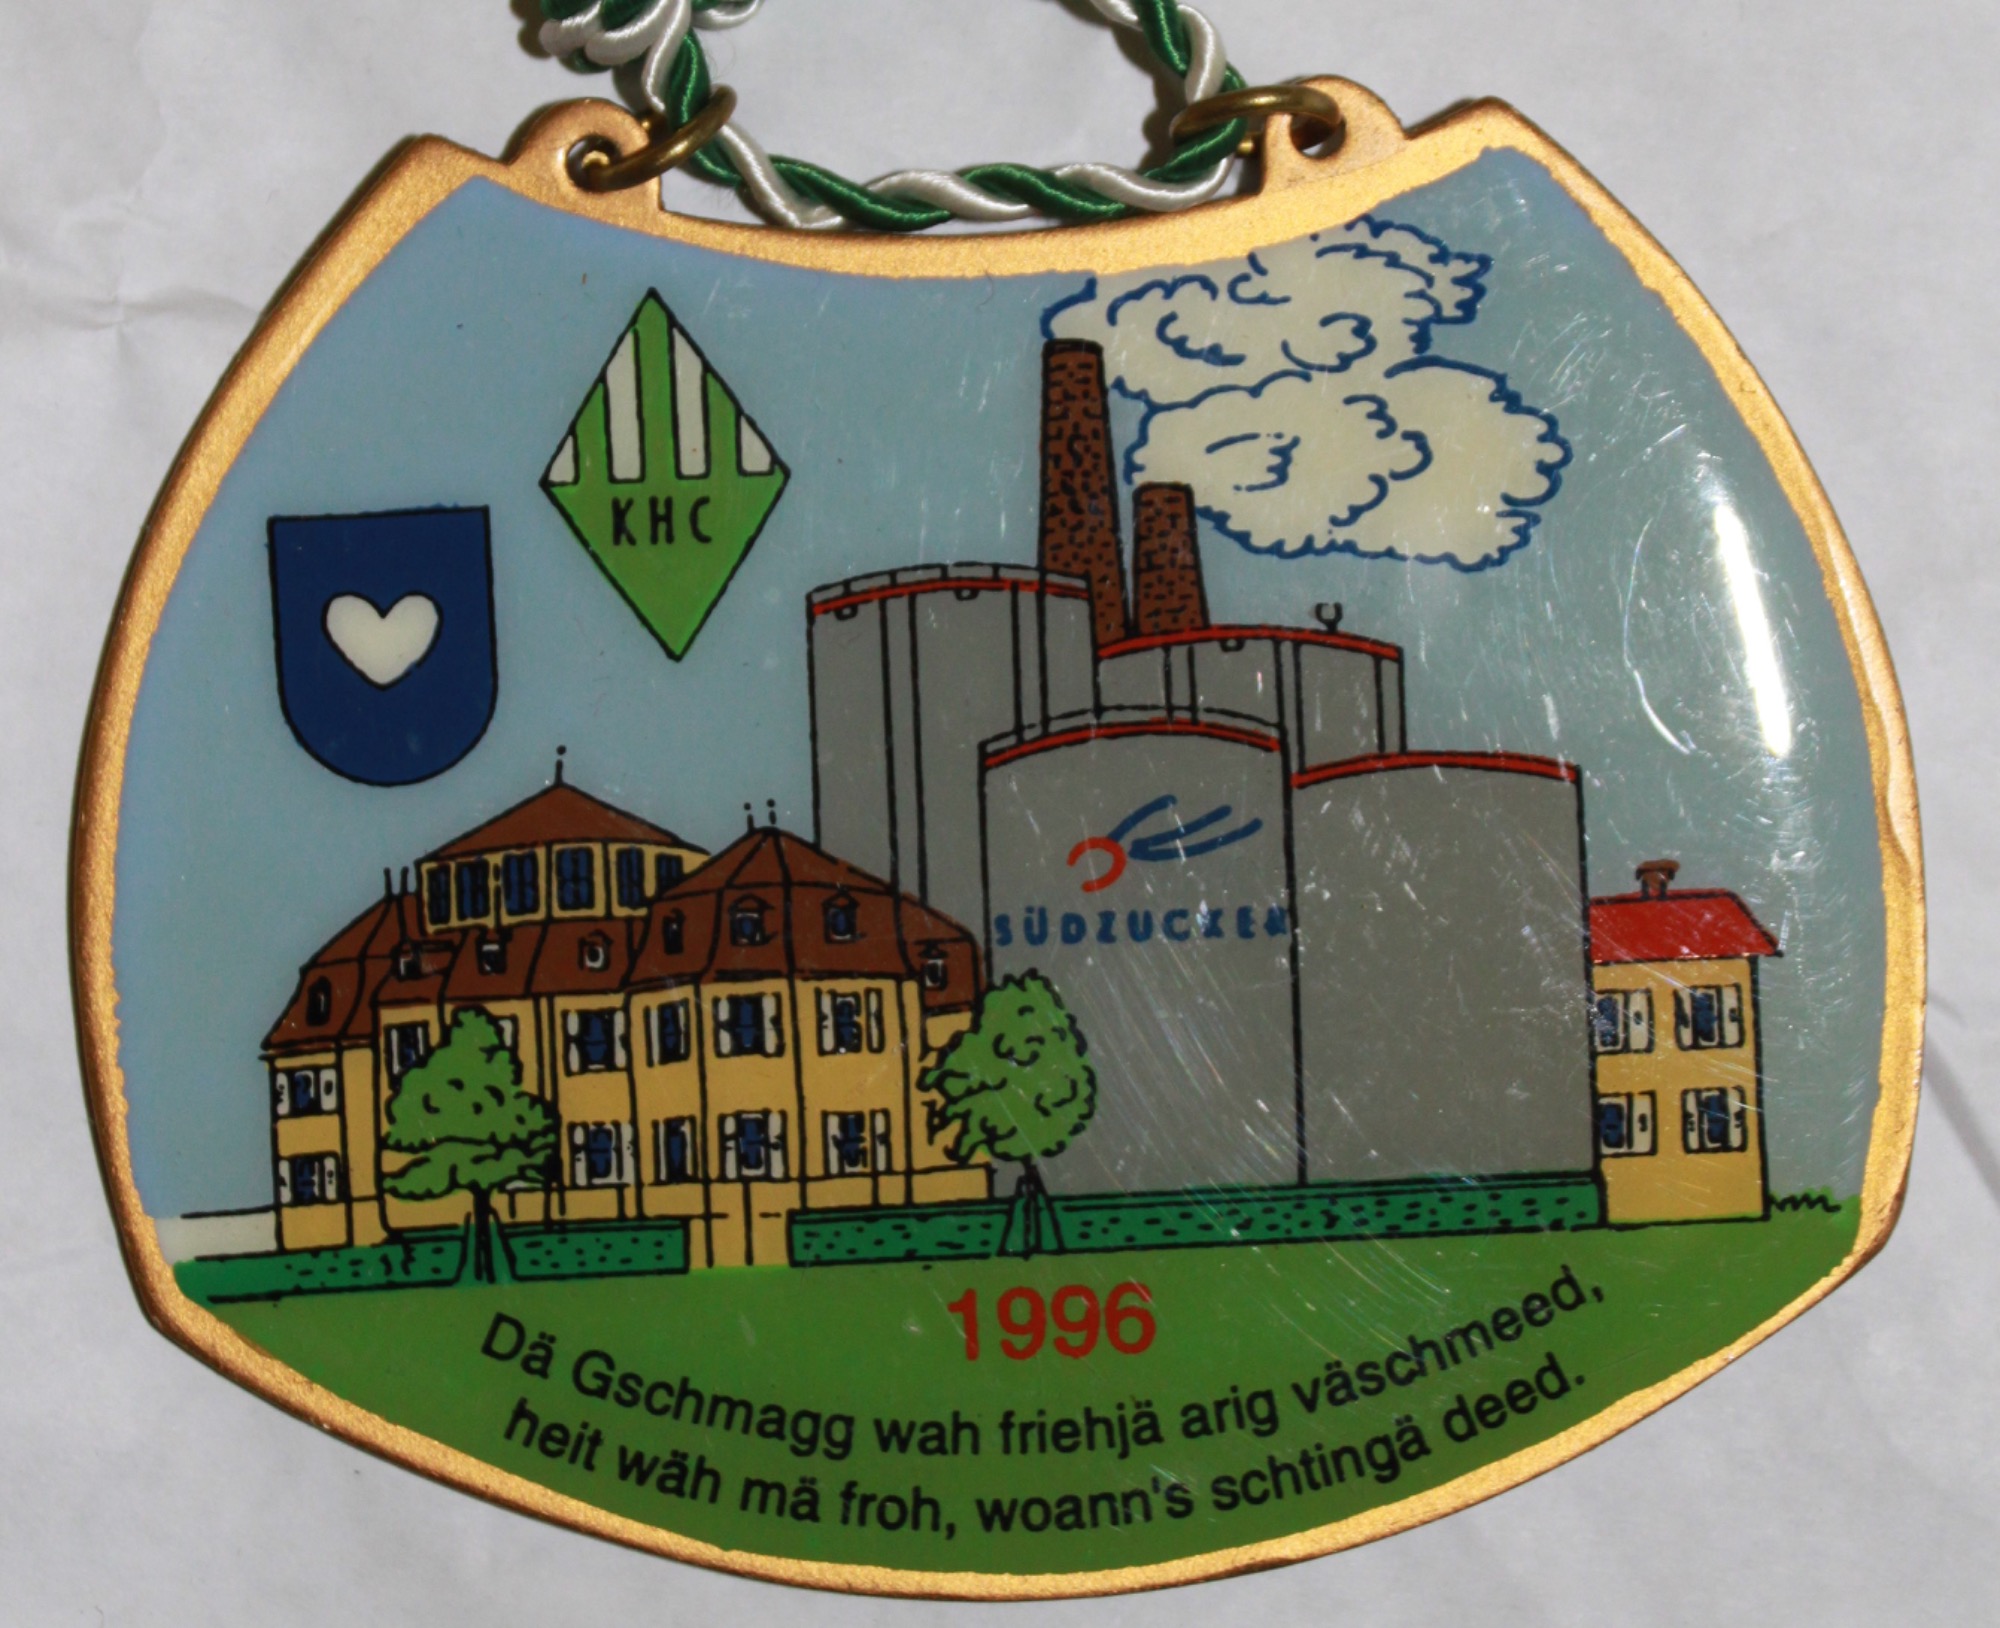 KHC
SÜDZUCKER
1996
Dä Gschmagg wah friehjä arig väschmeed,
heit wäh mä froh, woann's schtingä deed.